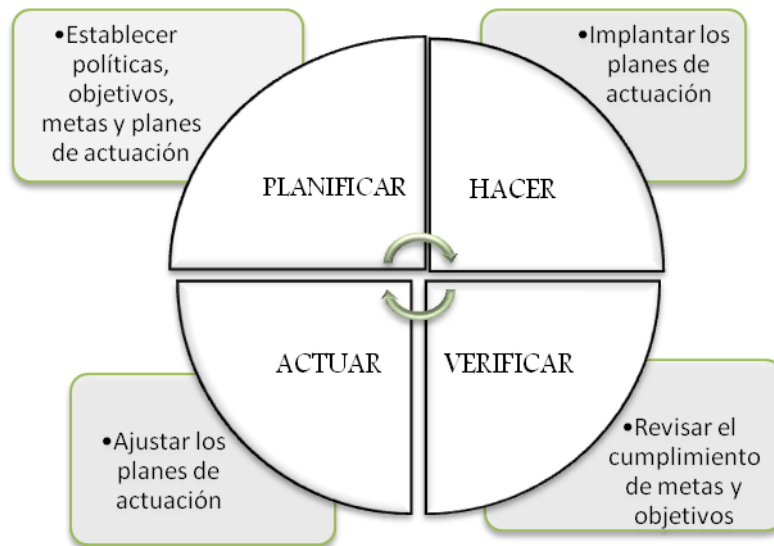 •Establecer
políticas,
objetivos,
metas y planes
de actuación
•Implantar los
planes de
actuación
PLANIFICAR
HACER
ACTUAR
VERIFICAR
•Ajustar los
planes de
actuación
•Revisar el
cumplimiento
de metas y
objetivos